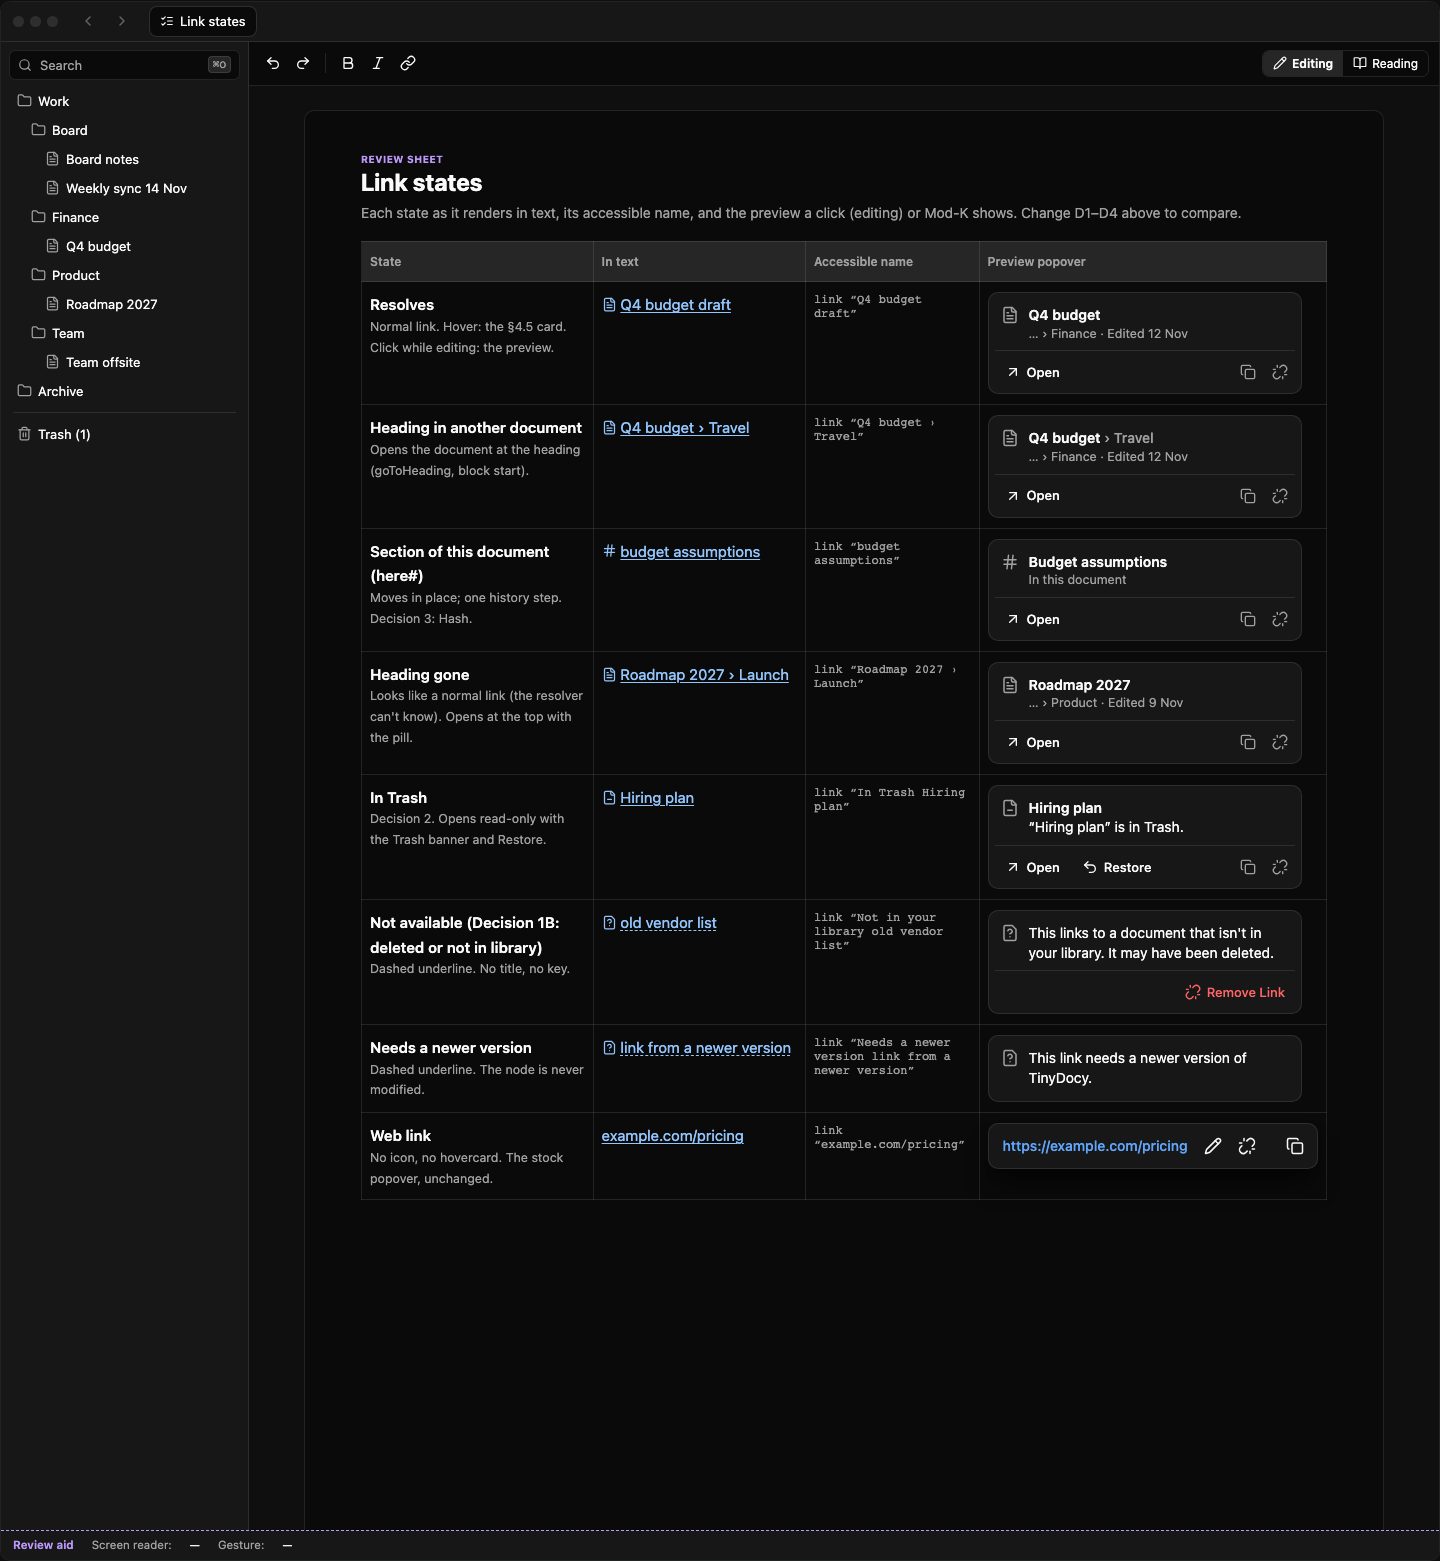 Link states
Search ⌘O
Work
Board
Board notes
Weekly sync 14 Nov
Finance
Q4 budget
Product
Roadmap 2027
Team
Team offsite
Archive
Trash (1)
B I
Editing Reading
REVIEW SHEET
Link states
Each state as it renders in text, its accessible name, and the preview a click (editing) or Mod-K shows. Change D1–D4 above to compare.
State In text Accessible name Preview popover
Resolves
Normal link. Hover: the §4.5 card.
Click while editing: the preview.
Q4 budget draft
link “Q4 budget
draft”
Q4 budget
... › Finance · Edited 12 Nov
Open
Heading in another document
Opens the document at the heading
(goToHeading, block start).
Q4 budget › Travel
link “Q4 budget ›
Travel”
Q4 budget › Travel
... › Finance · Edited 12 Nov
Open
Section of this document
(here#)
Moves in place; one history step.
Decision 3: Hash.
# budget assumptions
link “budget
assumptions”
# Budget assumptions
In this document
Open
Heading gone
Looks like a normal link (the resolver
can't know). Opens at the top with
the pill.
Roadmap 2027 › Launch
link “Roadmap 2027 ›
Launch”
Roadmap 2027
... › Product · Edited 9 Nov
Open
In Trash
Decision 2. Opens read-only with
the Trash banner and Restore.
Hiring plan
link “In Trash Hiring
plan”
Hiring plan
“Hiring plan” is in Trash.
Open Restore
Not available (Decision 1B:
deleted or not in library)
Dashed underline. No title, no key.
old vendor list
link “Not in your
library old vendor
list”
This links to a document that isn't in
your library. It may have been deleted.
Remove Link
Needs a newer version
Dashed underline. The node is never
modified.
link from a newer version
link “Needs a newer
version link from a
newer version”
This link needs a newer version of
TinyDocy.
Web link
No icon, no hovercard. The stock
popover, unchanged.
example.com/pricing
link
“example.com/pricing”
https://example.com/pricing
Review aid Screen reader: — Gesture: —